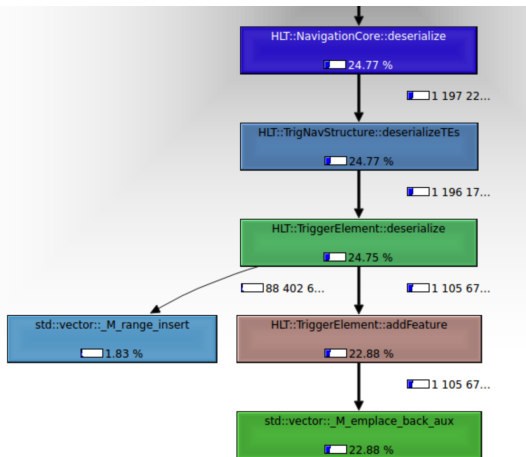 HLT::NavigationCore::deserialize
24.77 %
1 197 22...
HLT::TrigNavStructure::deserializeTEs
24.77 %
1 196 17...
HLT::TriggerElement::deserialize
24.75 %
88 402 6...
1 105 67...
std::vector::_M_range_insert
1.83 %
HLT::TriggerElement::addFeature
22.88 %
1 105 67...
std::vector::_M_emplace_back_aux
22.88 %